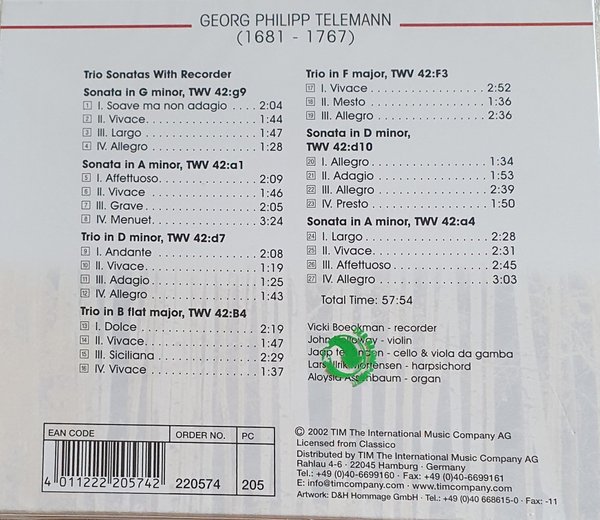 GEORG PHILIPP TELEMANN
(1681 - 1767)
Trio Sonatas With Recorder
Sonata in G minor, TWV 42:g9
1 I. Soave ma non adagio .... 2:04
2 II. Vivace. .................. 1:44
3 III. Largo .................. 1:47
4 IV. Allegro .................. 1:28
Sonata in A minor, TWV 42:a1
5 I. Affettuoso ................ 2:09
6 II. Vivace .................. 1:46
7 III. Grave .................. 2:05
8 IV. Menuet .................. 3:24
Trio in D minor, TWV 42:d7
9 I. Andante .................. 2:08
10 II. Vivace. .................. 1:19
11 III. Adagio .................. 1:25
12 IV. Allegro .................. 1:43
Trio in B flat major, TWV 42:B4
13 I. Dolce .................. 2:19
14 II. Vivace. .................. 1:47
15 III. Siciliana .................. 2:29
16 IV. Vivace .................. 1:37
Trio in F major, TWV 42:F3
17 I. Vivace .................. 2:52
18 II. Mesto .................. 1:36
19 III. Allegro .................. 2:36
Sonata in D minor,
TWV 42:d10
20 I. Allegro .................. 1:34
21 II. Adagio .................. 1:53
22 III. Allegro .................. 2:39
23 IV. Presto .................. 1:50
Sonata in A minor, TWV 42:a4
24 I. Largo .................. 2:28
25 II. Vivace .................. 2:31
26 III. Affettuoso .................. 2:45
27 IV. Allegro .................. 3:03
Total Time: 57:54
Vicki Boeckman - recorder
John - violin
Jaap - cello & viola da gamba
- harpsichord
Aloysia - organ
EAN CODE
ORDER NO.
PC
4 011222 205742
220574
205
© 2002 TIM The International Music Company AG
Licensed from Classico
Distributed by TIM The International Music Company AG
Rahlau 4-6 · 22045 Hamburg · Germany
Tel.: +49 (0)40-6699160 · Fax: +49 (0)40-6699161
E: info@timcompany.com · www.timcompany.com
Artwork: D&H Hommage GmbH · Tel.: +49 (0)40 668615-0 · Fax: -11